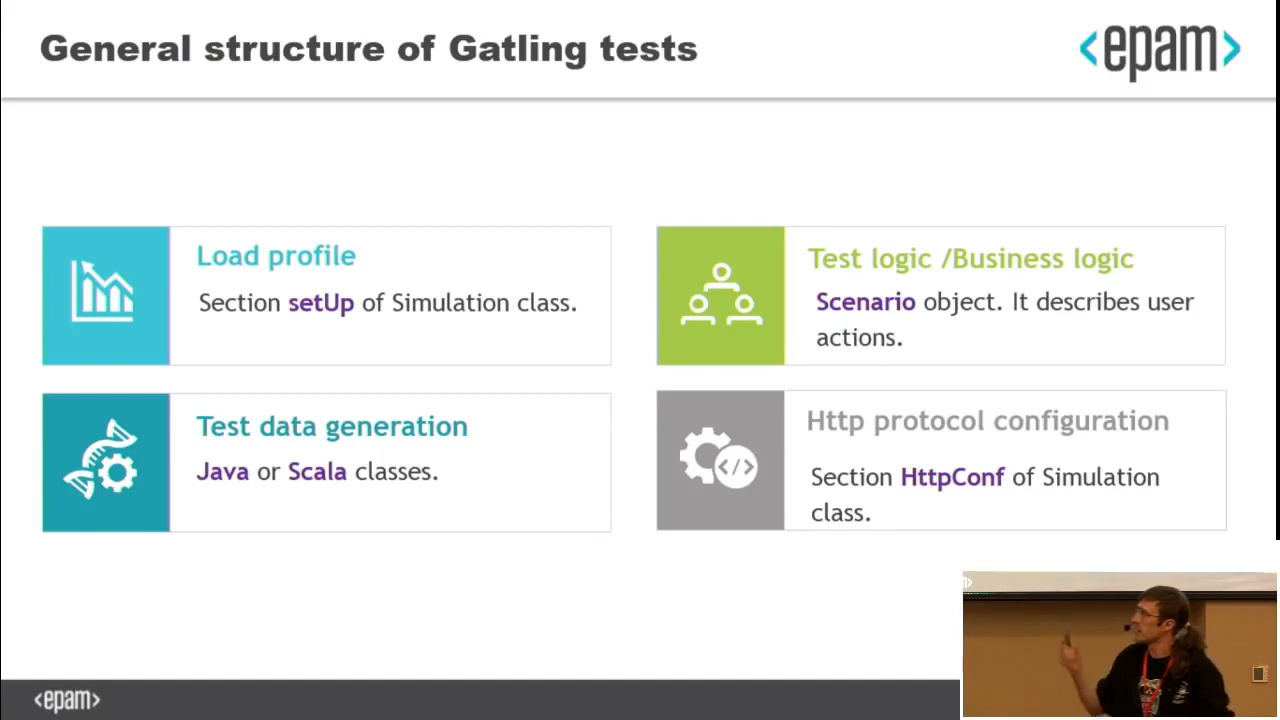 General structure of Gatling tests
<epam>
Load profile
Section setUp of Simulation class.
Test logic /Business logic
Scenario object. It describes user
actions.
Test data generation
Java or Scala classes.
Http protocol configuration
Section HttpConf of Simulation
class.
<epam>